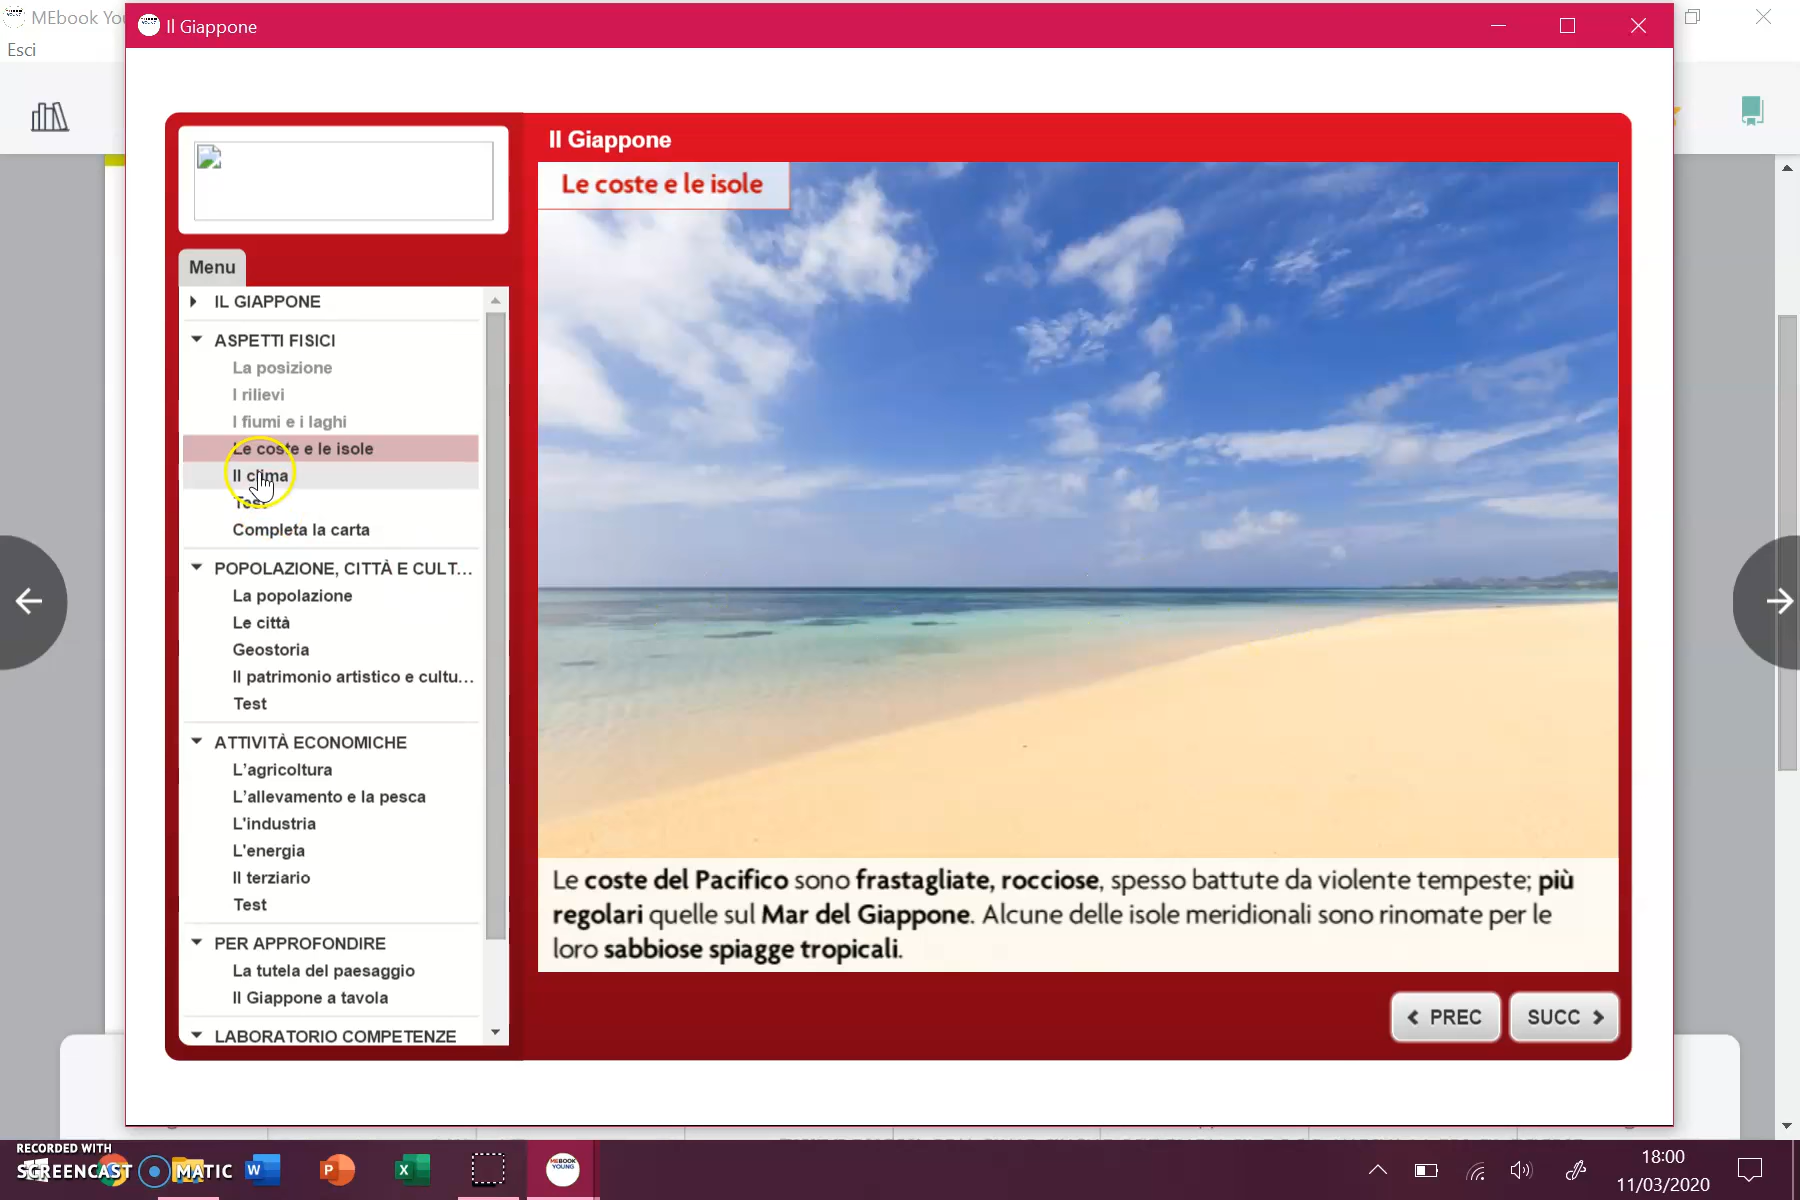 MEbook You
Il Giappone
Esci
Il Giappone
Le coste e le isole
Menu
IL GIAPPONE
ASPETTI FISICI
La posizione
I rilievi
I fiumi e i laghi
Le coste e le isole
Il clima
Test
Completa la carta
POPOLAZIONE, CITTÀ E CULT...
La popolazione
Le città
Geostoria
Il patrimonio artistico e cultu...
Test
ATTIVITÀ ECONOMICHE
L'agricoltura
L'allevamento e la pesca
L'industria
L'energia
Il terziario
Test
PER APPROFONDIRE
La tutela del paesaggio
Il Giappone a tavola
LABORATORIO COMPETENZE
Le coste del Pacifico sono frastagliate, rocciose, spesso battute da violente tempeste; più
regolari quelle sul Mar del Giappone. Alcune delle isole meridionali sono rinomate per le
loro sabbiose spiagge tropicali.
PREC
SUCC
RECORDED WITH
SCREENCAST MATIC
MEBOOK
YOUNG
18:00
11/03/2020